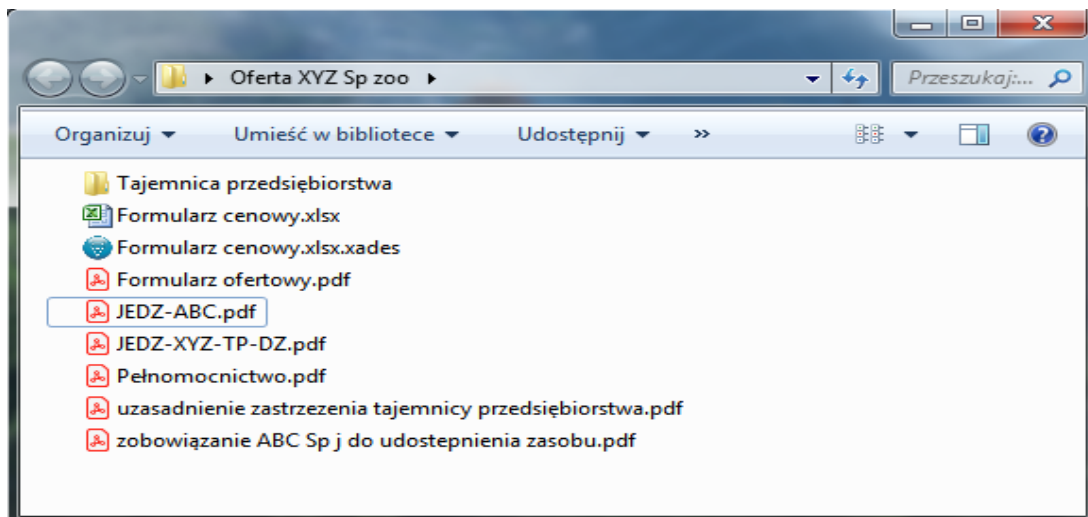 Oferta XYZ Sp zoo
Przeszukaj:...
Organizuj Umieść w bibliotece Udostępnij »
Tajemnica przedsiębiorstwa
Formularz cenowy.xlsx
Formularz cenowy.xlsx.xades
Formularz ofertowy.pdf
JEDZ-ABC.pdf
JEDZ-XYZ-TP-DZ.pdf
Pełnomocnictwo.pdf
uzasadnienie zastrzezenia tajemnicy przedsiębiorstwa.pdf
zobowiązanie ABC Sp j do udostepnienia zasobu.pdf